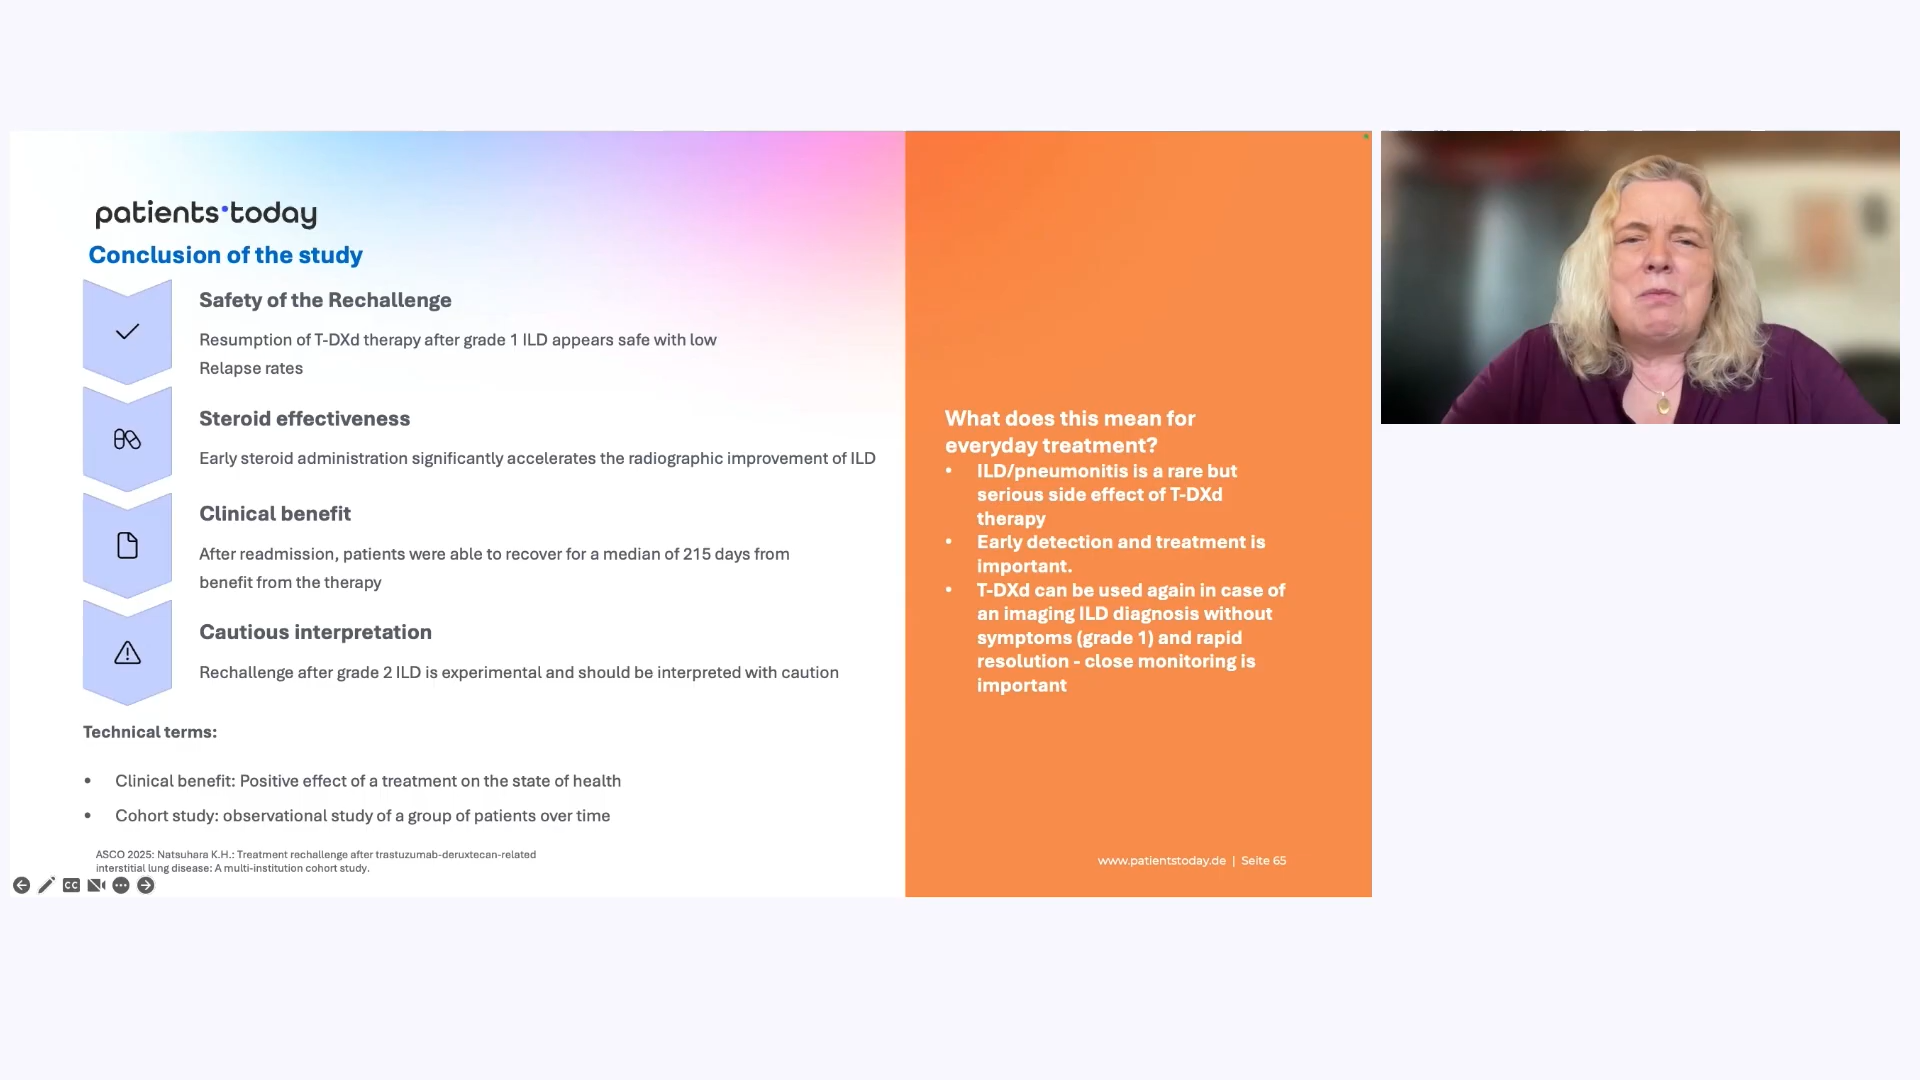 patients•today
Conclusion of the study
Safety of the Rechallenge
Resumption of T-DXd therapy after grade 1 ILD appears safe with low
Relapse rates
Steroid effectiveness
Early steroid administration significantly accelerates the radiographic improvement of ILD
Clinical benefit
After readmission, patients were able to recover for a median of 215 days from
benefit from the therapy
Cautious interpretation
Rechallenge after grade 2 ILD is experimental and should be interpreted with caution
Technical terms:
• Clinical benefit: Positive effect of a treatment on the state of health
• Cohort study: observational study of a group of patients over time
ASCO 2025: Natsuhara K.H.: Treatment rechallenge after trastuzumab-deruxtecan-related
interstitial lung disease: A multi-institution cohort study.
CC
What does this mean for
everyday treatment?
• ILD/pneumonitis is a rare but
serious side effect of T-DXd
therapy
• Early detection and treatment is
important.
• T-DXd can be used again in case of
an imaging ILD diagnosis without
symptoms (grade 1) and rapid
resolution - close monitoring is
important
www.patientstoday.de | Seite 65